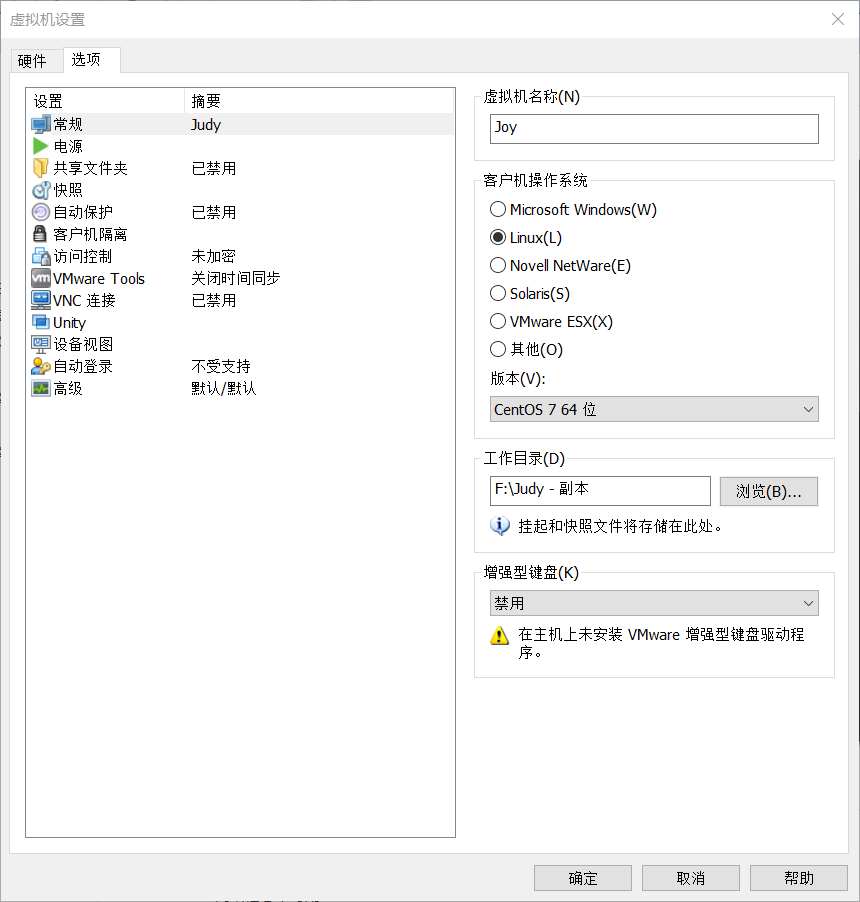 虚拟机设置
硬件 选项
设置 摘要
常规 Judy
电源
共享文件夹 已禁用
快照
自动保护 已禁用
客户机隔离
访问控制 未加密
VMware Tools 关闭时间同步
VNC 连接 已禁用
Unity
设备视图
自动登录 不受支持
高级 默认/默认
虚拟机名称(N)
Joy
客户机操作系统
Microsoft Windows(W)
Linux(L)
Novell NetWare(E)
Solaris(S)
VMware ESX(X)
其他(O)
版本(V):
CentOS 7 64 位
工作目录(D)
F:\Judy - 副本 浏览(B)...
挂起和快照文件将存储在此处。
增强型键盘(K)
禁用
在主机上未安装 VMware 增强型键盘驱动程
序。
确定 取消 帮助